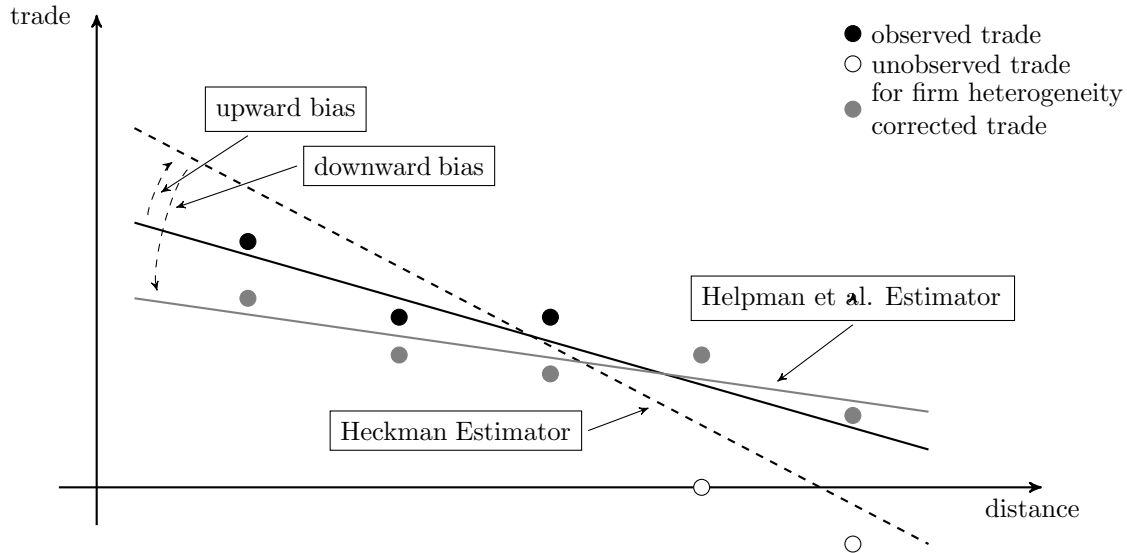 trade
observed trade
unobserved trade
for firm heterogeneity
corrected trade
upward bias
downward bias
Helpman et al. Estimator
Heckman Estimator
distance